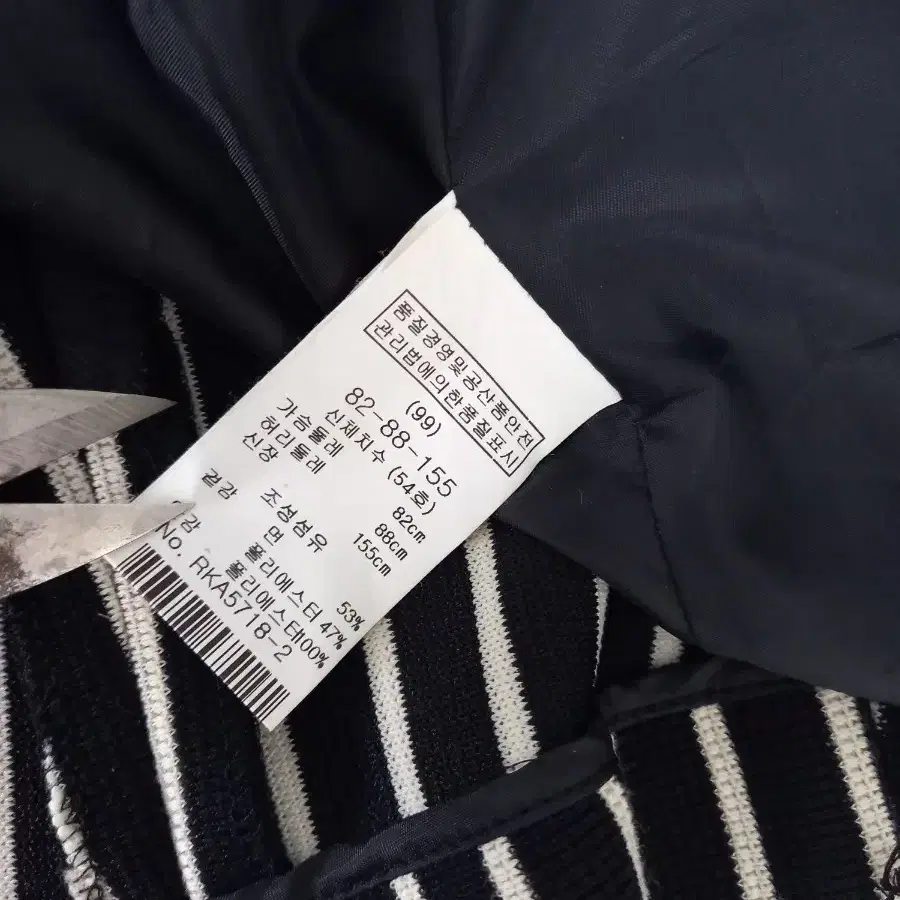 품질경영및공산품안전
관리법에의한품질표시
(99)
82-88-155
신체치수 (54호)
가슴둘레 82cm
허리둘레 88cm
신장 155cm
조성섬유
겉감 면 53%
폴리에스터 47%
감 폴리에스테00%
No. RKA5718-2